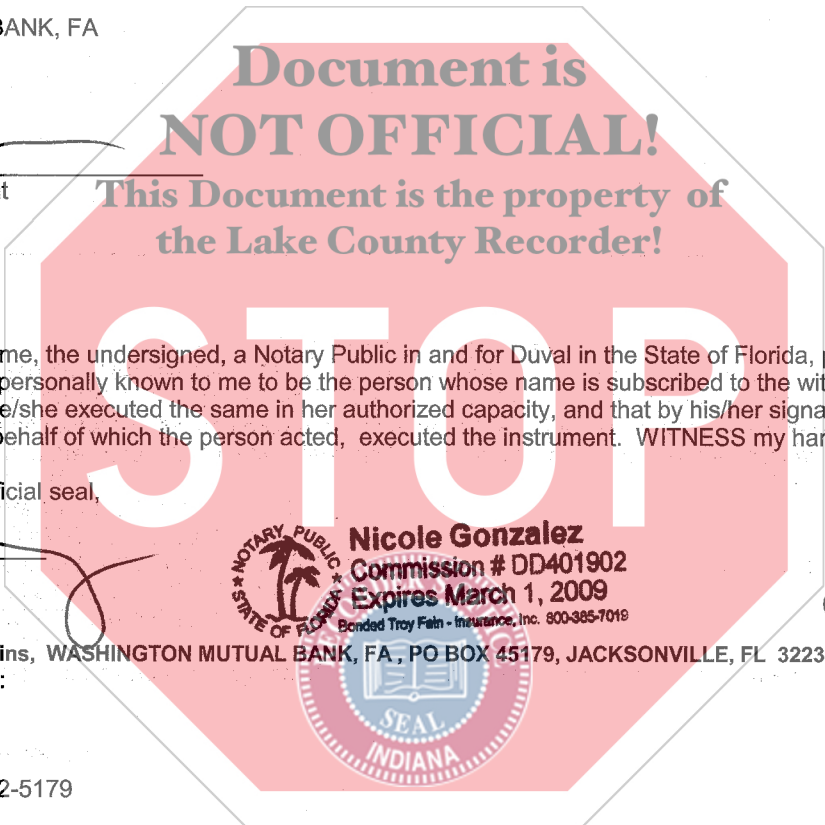 BANK, FA
Document is
NOT OFFICIAL!
t
This Document is the property of
the Lake County Recorder!
STOP
me, the undersigned, a Notary Public in and for Duval in the State of Florida,
personally known to me to be the person whose name is subscribed to the wit
e/she executed the same in her authorized capacity, and that by his/her signa
behalf of which the person acted, executed the instrument. WITNESS my han
icial seal,
NOTARY PUBLIC
STATE OF FLORIDA
Nicole Gonzalez
Commission # DD401902
Expires March 1, 2009
Bonded Troy Fain - Insurance, Inc. 800-385-7019
ins, WASHINGTON MUTUAL BANK, FA , PO BOX 45179, JACKSONVILLE, FL 3223
:
RECORDER'S OFFICE
SEAL
INDIANA
2-5179